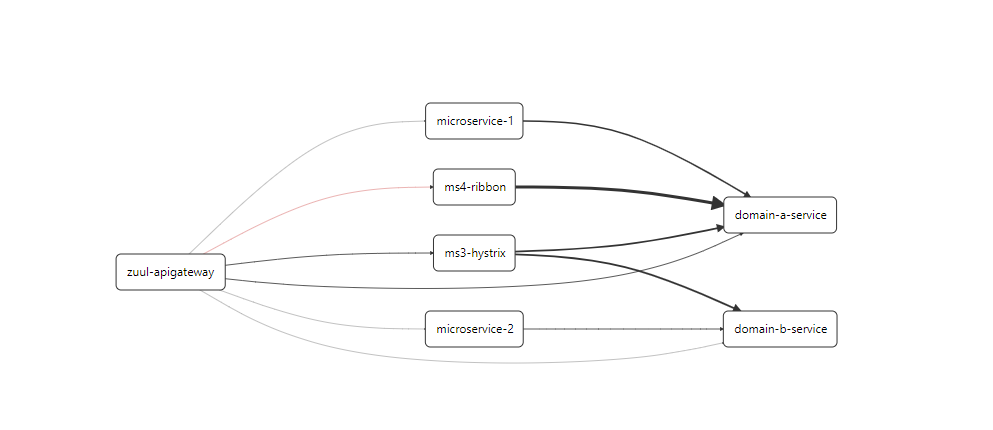 microservice-1
ms4-ribbon
domain-a-service
ms3-hystrix
zuul-apigateway
microservice-2
domain-b-service